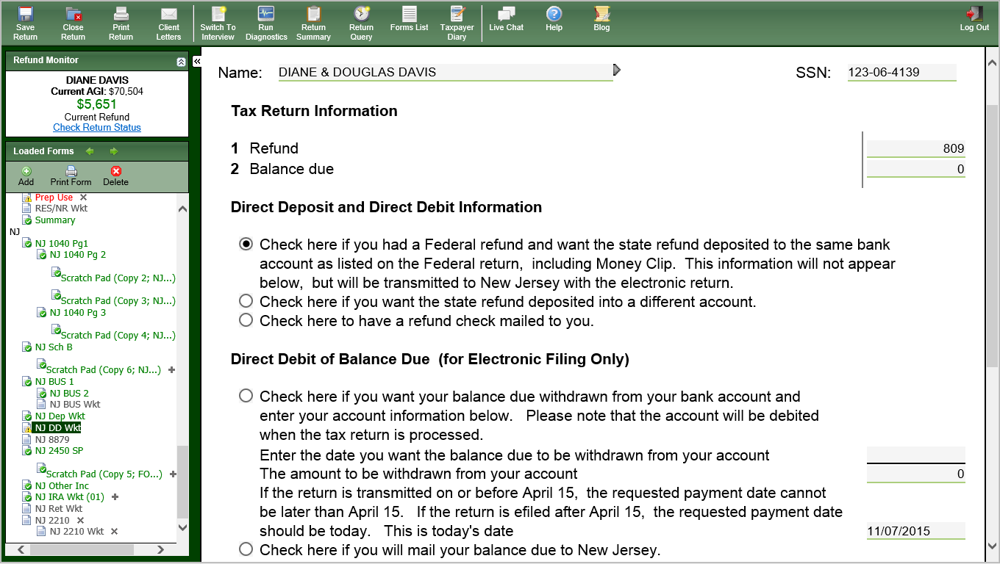 Save Return
Close Return
Print Return
Client Letters
Switch To Interview
Run Diagnostics
Return Summary
Return Query
Forms List
Taxpayer Diary
Live Chat
Help
Blog
Log Out
Refund Monitor
DIANE DAVIS
Current AGI: $70,504
$5,651
Current Refund
Check Return Status
Loaded Forms
Add
Print Form
Delete
Prep Use
RES/NR Wkt
Summary
NJ
NJ 1040 Pg1
NJ 1040 Pg 2
Scratch Pad (Copy 2; NJ...)
Scratch Pad (Copy 3; NJ...)
NJ 1040 Pg 3
Scratch Pad (Copy 4; NJ...)
NJ Sch B
Scratch Pad (Copy 6; NJ...)
NJ BUS 1
NJ BUS 2
NJ BUS Wkt
NJ Dep Wkt
NJ DD Wkt
NJ 8879
NJ 2450 SP
Scratch Pad (Copy 5; FO...)
NJ Other Inc
NJ IRA Wkt (01)
NJ Ret Wkt
NJ 2210
NJ 2210 Wkt
Name: DIANE & DOUGLAS DAVIS SSN: 123-06-4139
Tax Return Information
1 Refund 809
2 Balance due 0
Direct Deposit and Direct Debit Information
Check here if you had a Federal refund and want the state refund deposited to the same bank
account as listed on the Federal return, including Money Clip. This information will not appear
below, but will be transmitted to New Jersey with the electronic return.
Check here if you want the state refund deposited into a different account.
Check here to have a refund check mailed to you.
Direct Debit of Balance Due (for Electronic Filing Only)
Check here if you want your balance due withdrawn from your bank account and
enter your account information below. Please note that the account will be debited
when the tax return is processed.
Enter the date you want the balance due to be withdrawn from your account
The amount to be withdrawn from your account 0
If the return is transmitted on or before April 15, the requested payment date cannot
be later than April 15. If the return is efiled after April 15, the requested payment date
should be today. This is today's date 11/07/2015
Check here if you will mail your balance due to New Jersey.